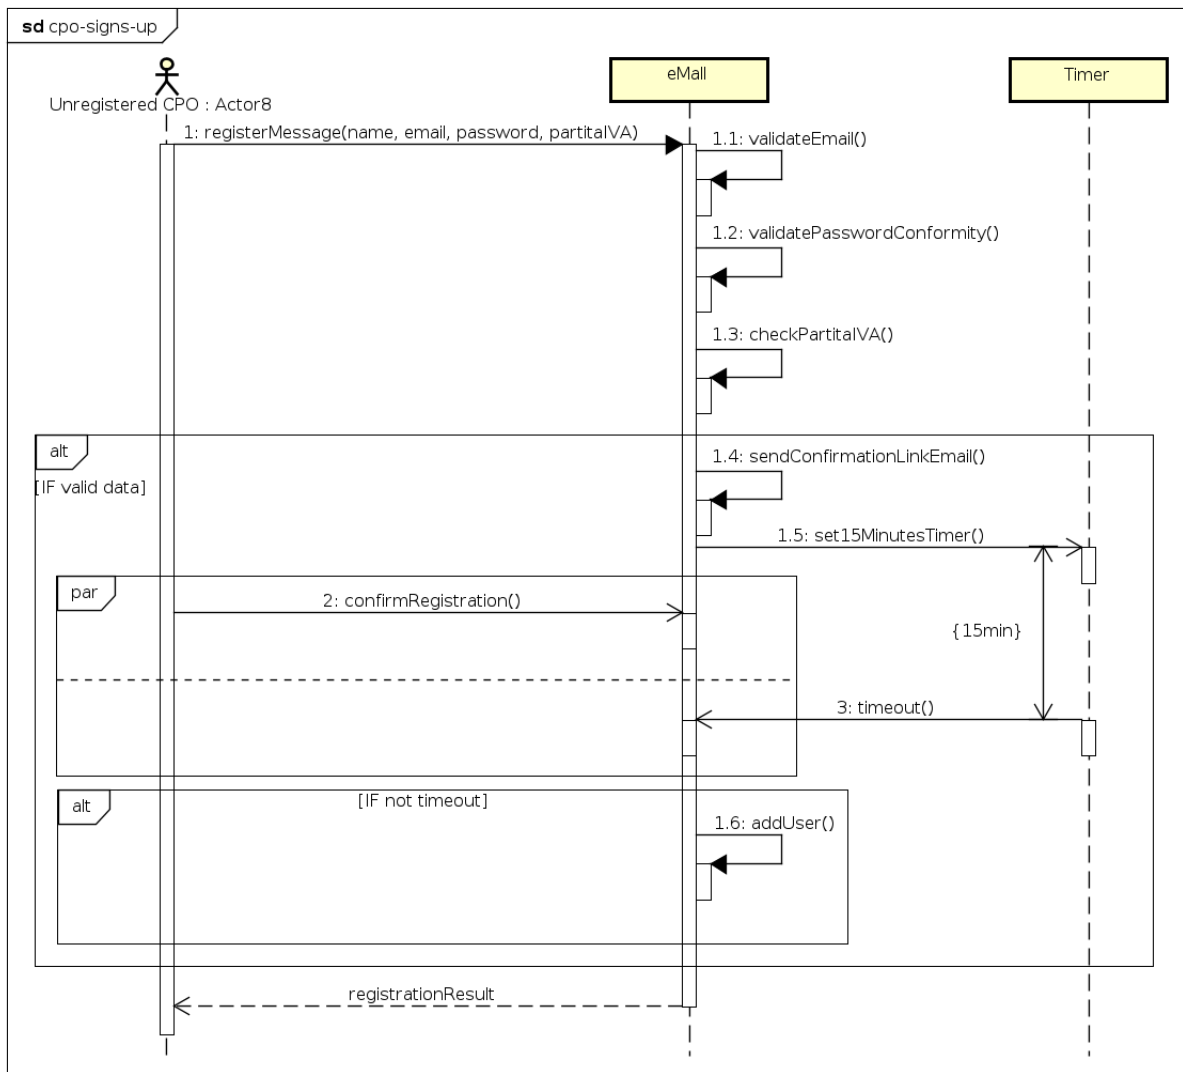 sd cpo-signs-up
Unregistered CPO : Actor8
eMall
Timer
1: registerMessage(name, email, password, partitaIVA)
1.1: validateEmail()
1.2: validatePasswordConformity()
1.3: checkPartitaIVA()
alt
[IF valid data]
1.4: sendConfirmationLinkEmail()
1.5: set15MinutesTimer()
par
2: confirmRegistration()
{15min}
3: timeout()
alt
[IF not timeout]
1.6: addUser()
registrationResult